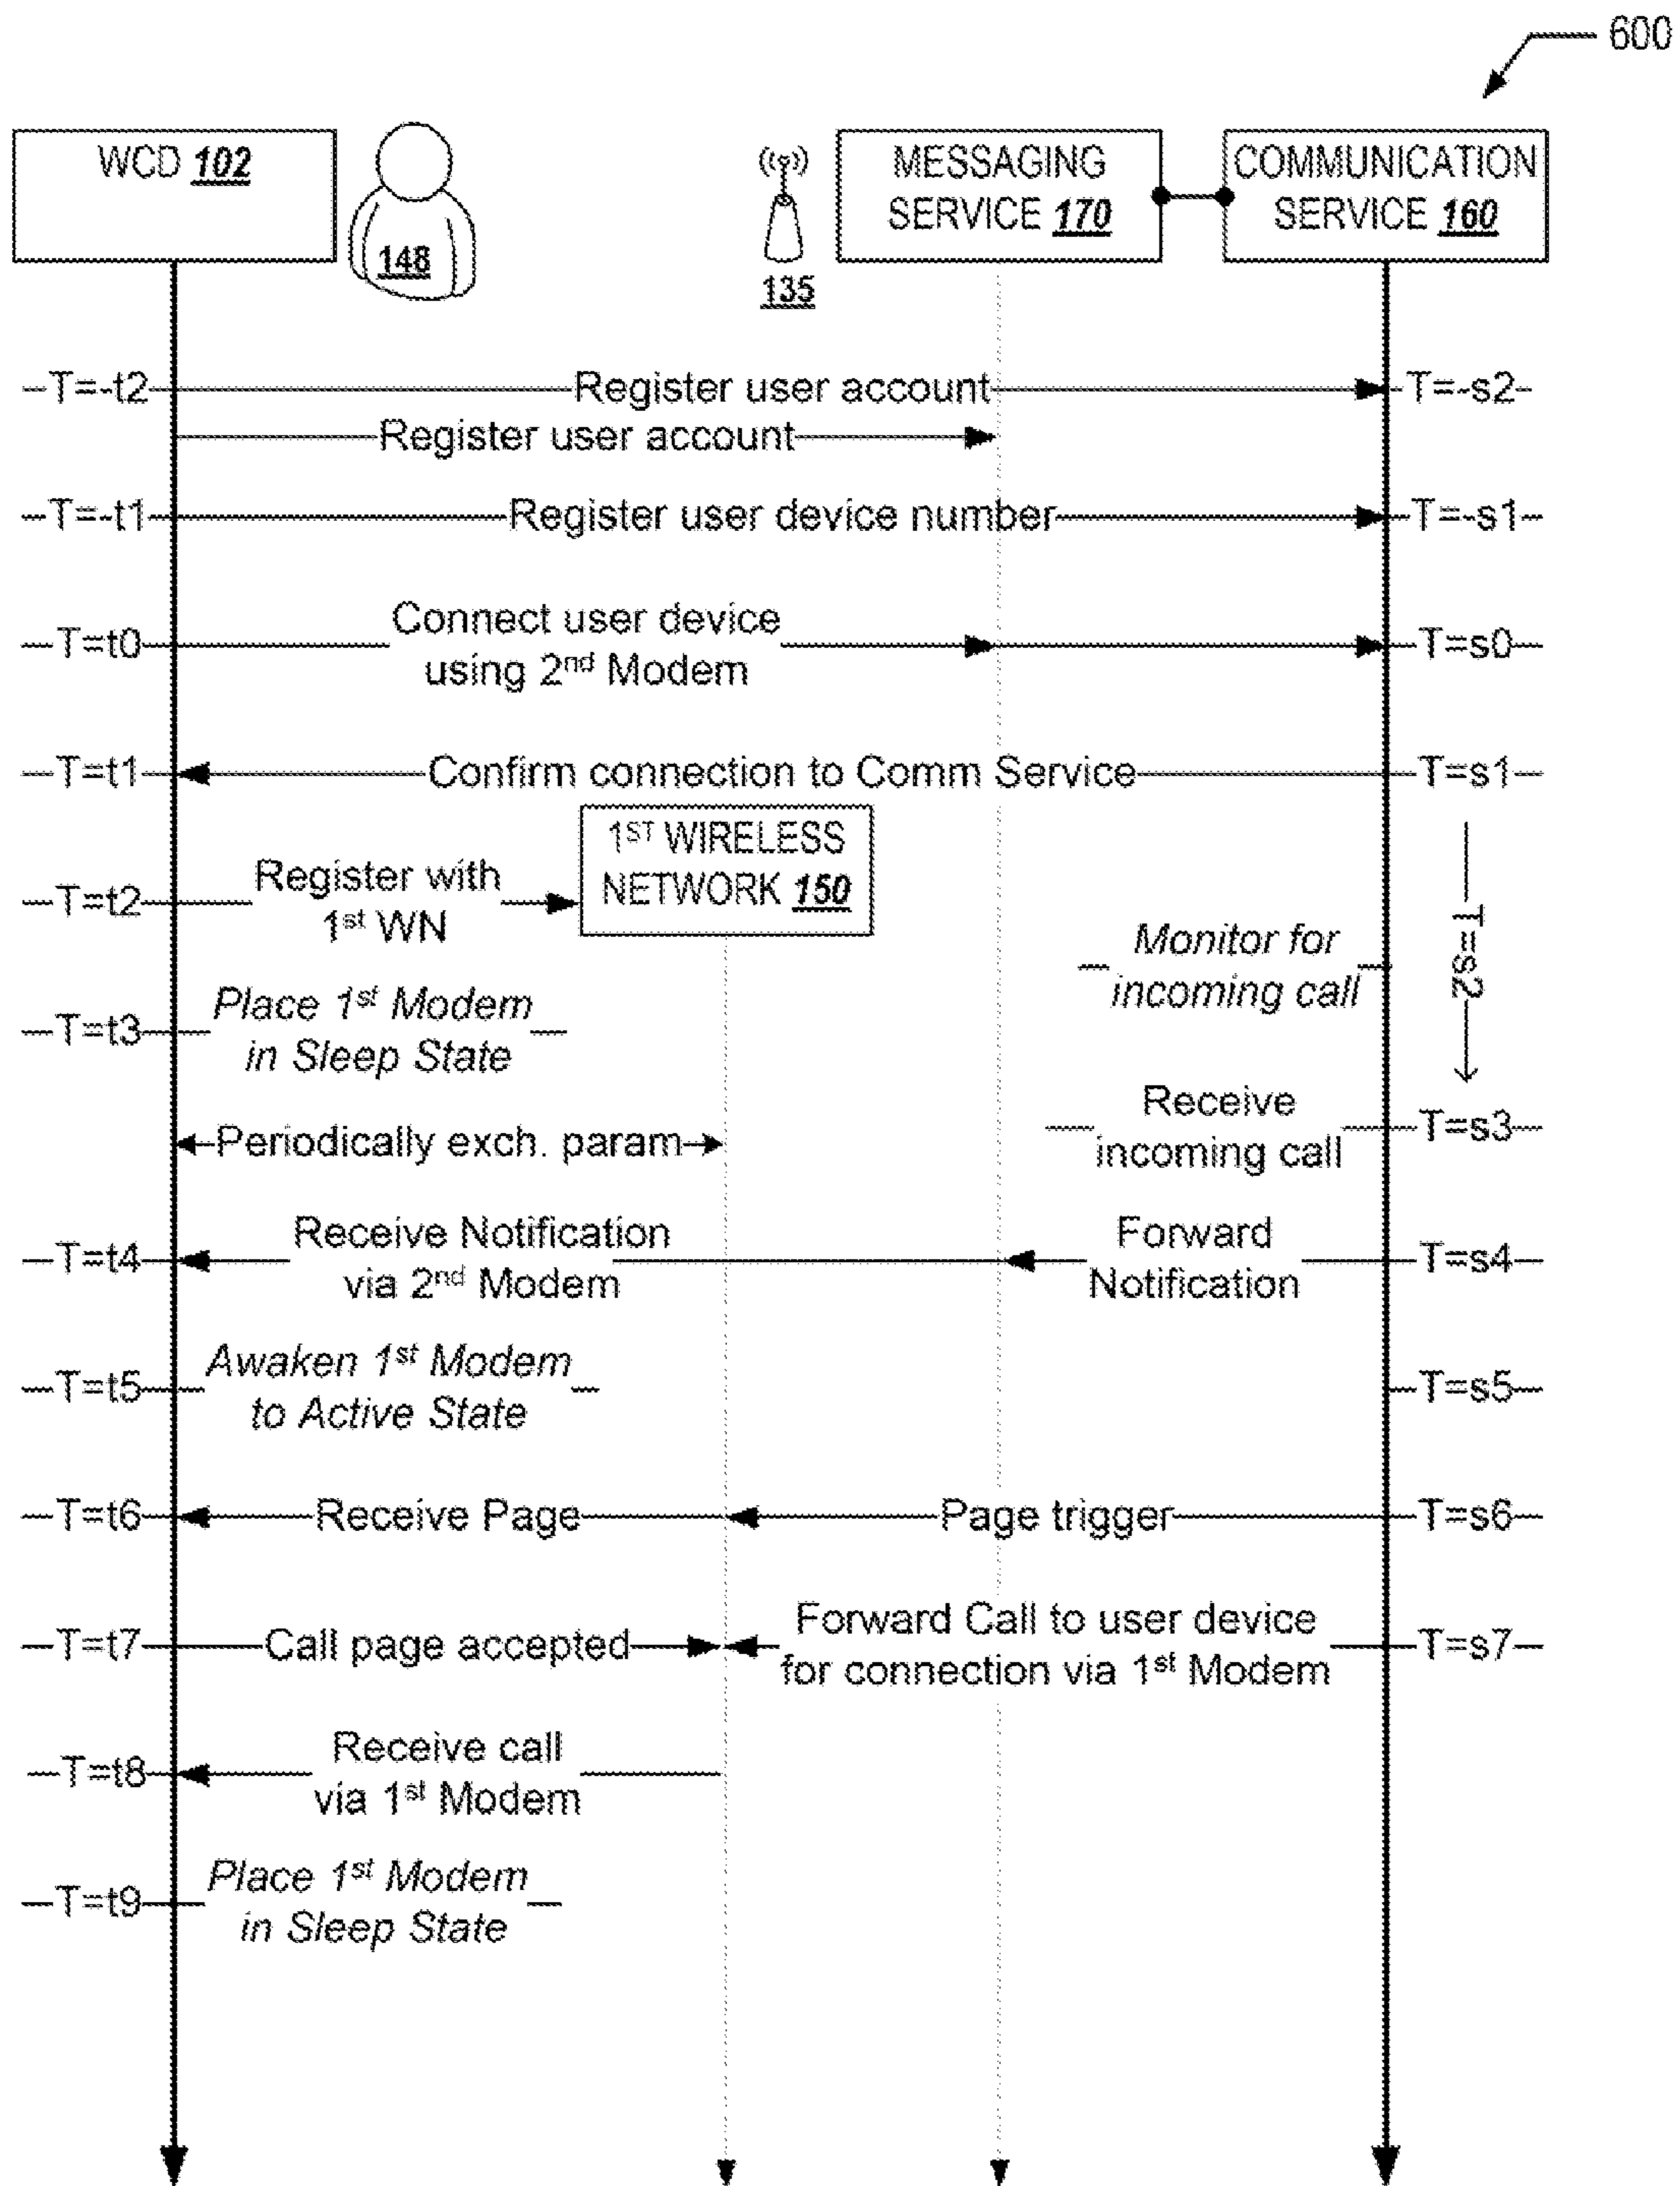 600
WCD 102
148
135
MESSAGING
SERVICE 170
COMMUNICATION
SERVICE 160
T=-t2
Register user account
T=-s2
Register user account
T=-t1
Register user device number
T=-s1
T=t0
Connect user device
using 2nd Modem
T=s0
T=t1
Confirm connection to Comm Service
T=s1
1ST WIRELESS
NETWORK 150
T=t2
Register with
1st WN
T=s2
Monitor for
incoming call
T=t3
Place 1st Modem
in Sleep State
Periodically exch. param
Receive
incoming call
T=s3
T=t4
Receive Notification
via 2nd Modem
Forward
Notification
T=s4
T=t5
Awaken 1st Modem
to Active State
T=s5
T=t6
Receive Page
Page trigger
T=s6
T=t7
Call page accepted
Forward Call to user device
for connection via 1st Modem
T=s7
T=t8
Receive call
via 1st Modem
T=t9
Place 1st Modem
in Sleep State